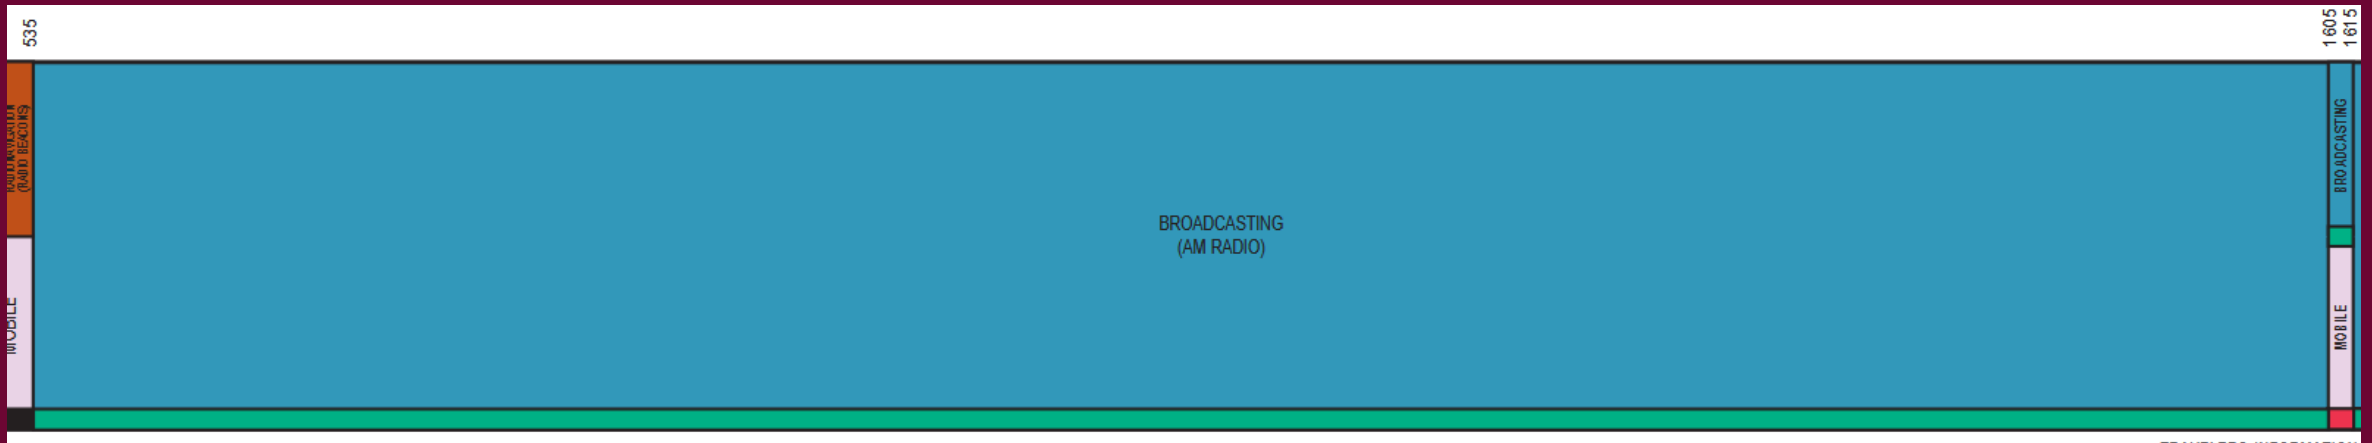 535
1605
1615
(RADIO BEACONS)
MOBILE
BROADCASTING
(AM RADIO)
BROADCASTING
MOBILE